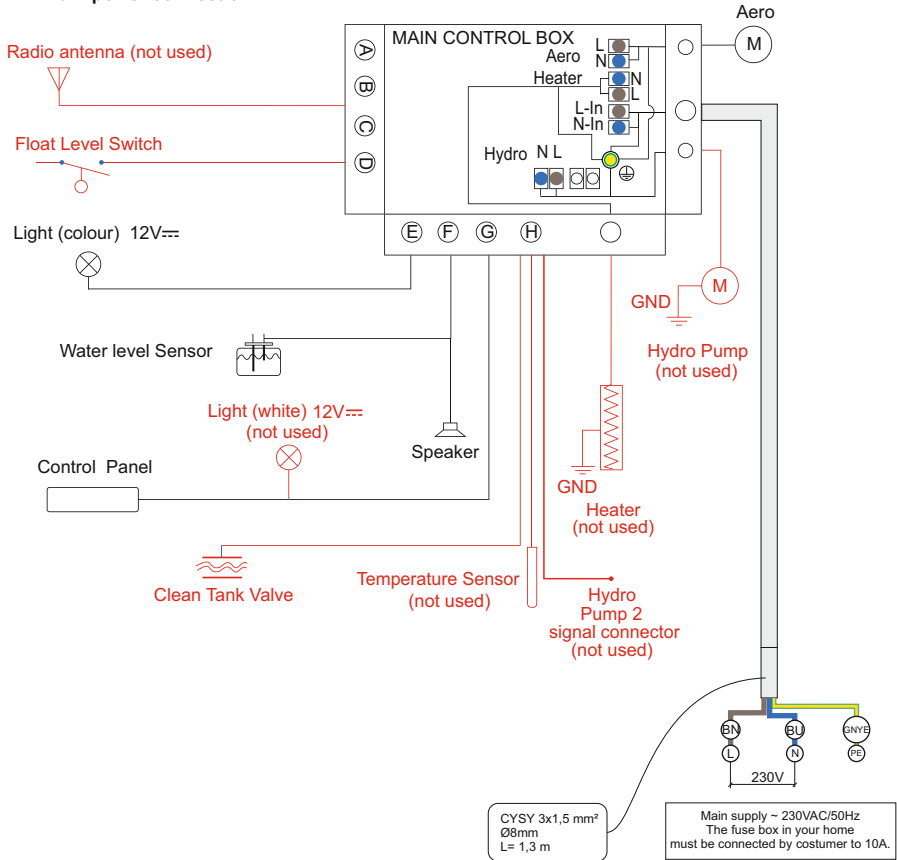 Aero
M
Radio antenna (not used)
A
B
C
D
MAIN CONTROL BOX
L
Aero
N
Heater
N
L
L-In
N-In
Hydro N L
Float Level Switch
E
F
G
H
Light (colour) 12V
M
GND
Hydro Pump
(not used)
Water level Sensor
Light (white) 12V
(not used)
Speaker
Control Panel
GND
Heater
(not used)
Clean Tank Valve
Temperature Sensor
(not used)
Hydro
Pump 2
signal connector
(not used)
BN
BU
GNYE
L
N
PE
230V
CYSY 3x1,5 mm²
Ø8mm
L= 1,3 m
Main supply ~ 230VAC/50Hz
The fuse box in your home
must be connected by costumer to 10A.